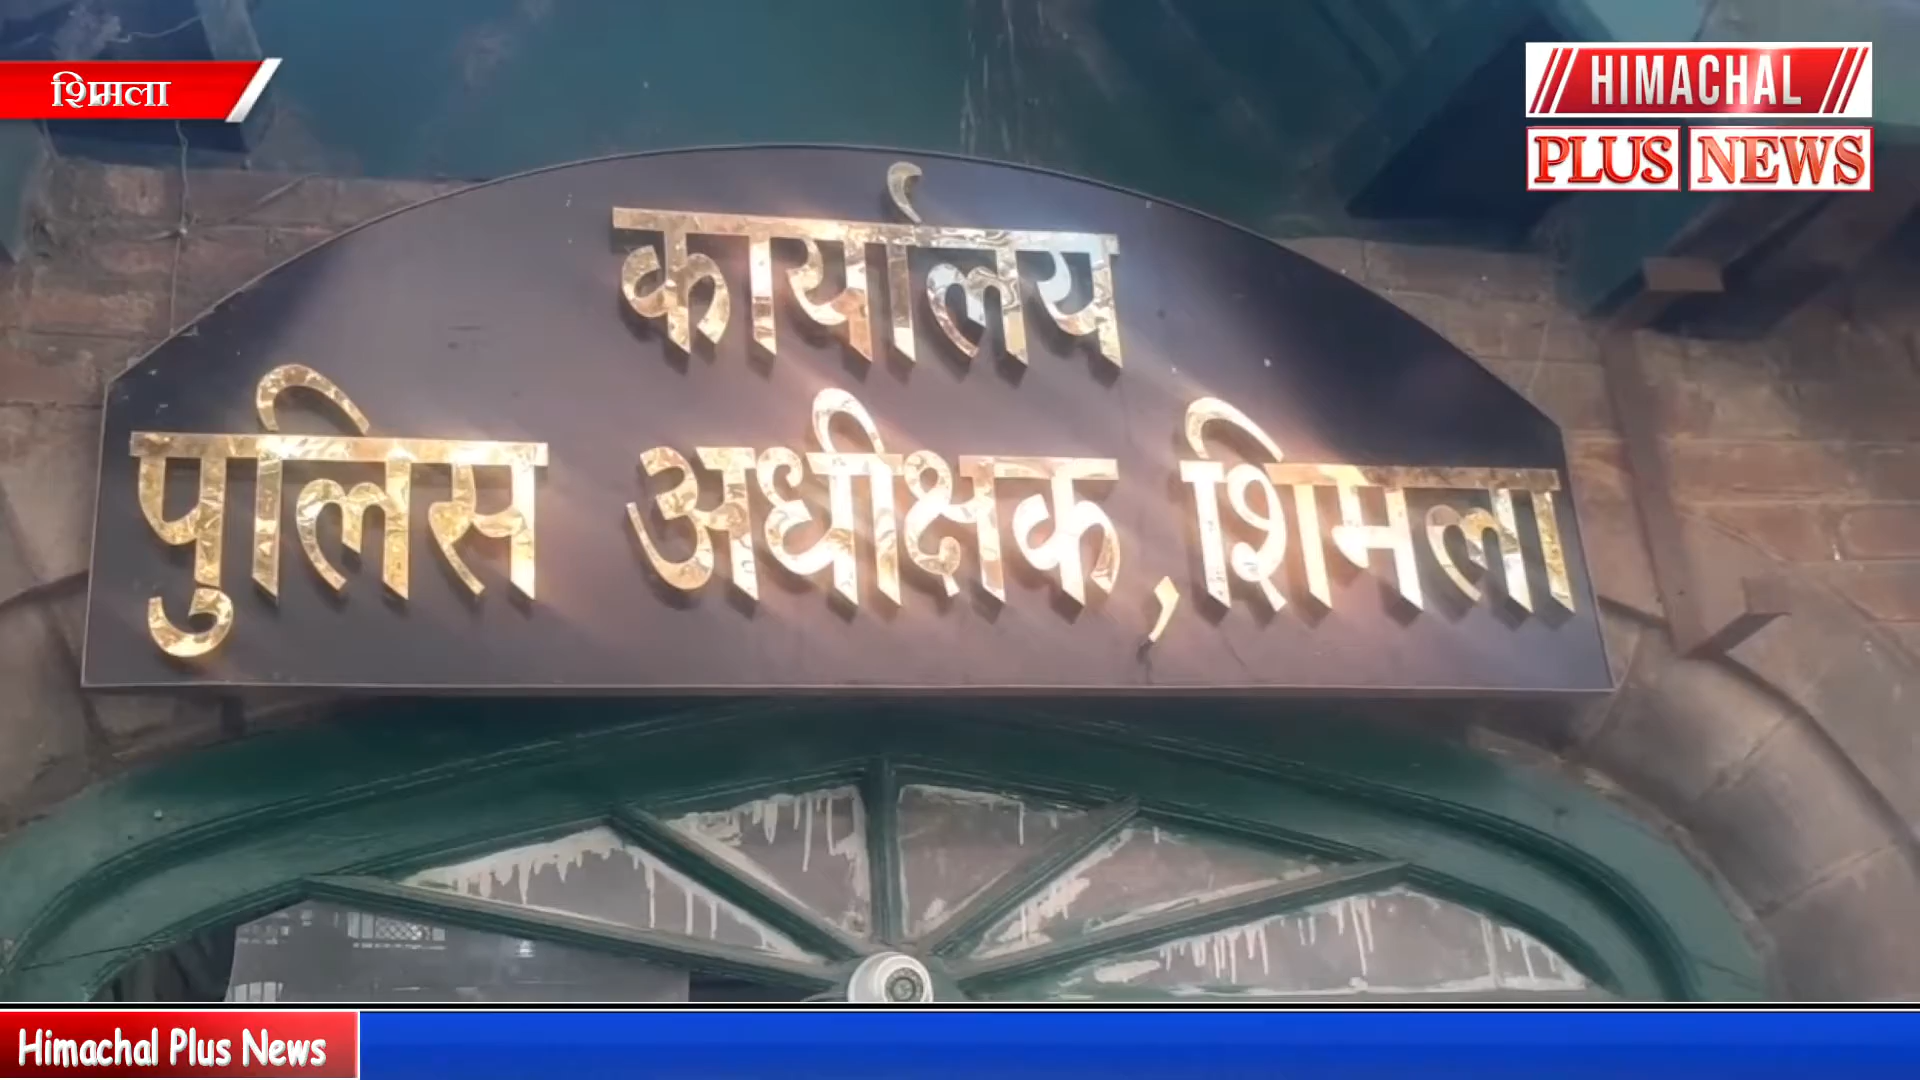 शिमला
HIMACHAL
PLUS NEWS
कार्यालय
पुलिस अधीक्षक, शिमला
Himachal Plus News